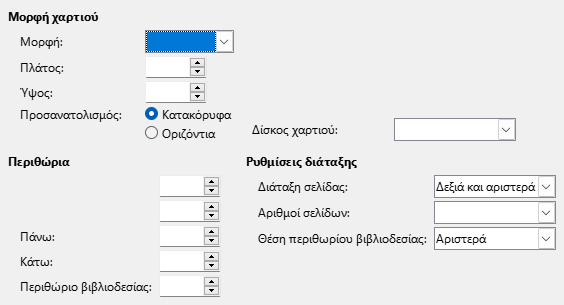 Μορφή χαρτιού
Μορφή:
Πλάτος:
Ύψος:
Προσανατολισμός: Κατακόρυφα
Οριζόντια
Δίσκος χαρτιού:
Περιθώρια
Πάνω:
Κάτω:
Περιθώριο βιβλιοδεσίας:
Ρυθμίσεις διάταξης
Διάταξη σελίδας: Δεξιά και αριστερά
Αριθμοί σελίδων:
Θέση περιθωρίου βιβλιοδεσίας: Αριστερά